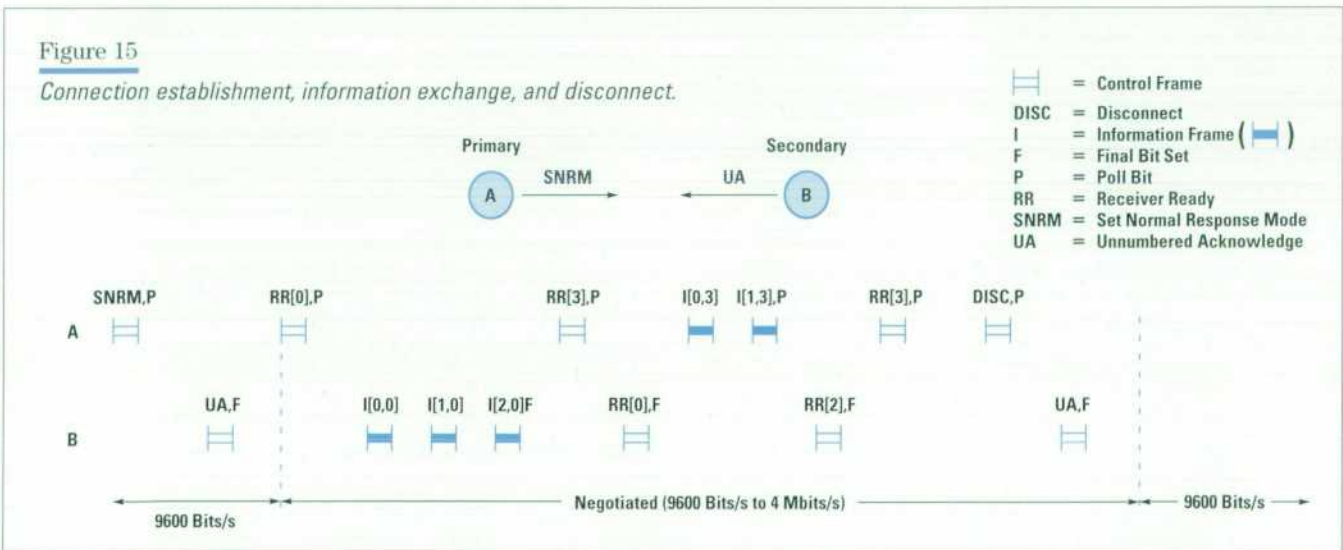 Figure 15
Connection establishment, information exchange, and disconnect.
= Control Frame
DISC = Disconnect
I = Information Frame ( )
F = Final Bit Set
P = Poll Bit
RR = Receiver Ready
SNRM = Set Normal Response Mode
UA = Unnumbered Acknowledge
Primary Secondary
A SNRM UA B
SNRM,P RR[0],P RR[3],P I[0,3] I[1,3],P RR[3],P DISC,P
A
UA,F I[0,0] I[1,0] I[2,0]F RR[0],F RR[2],F UA,F
B
9600 Bits/s Negotiated (9600 Bits/s to 4 Mbits/s) 9600 Bits/s